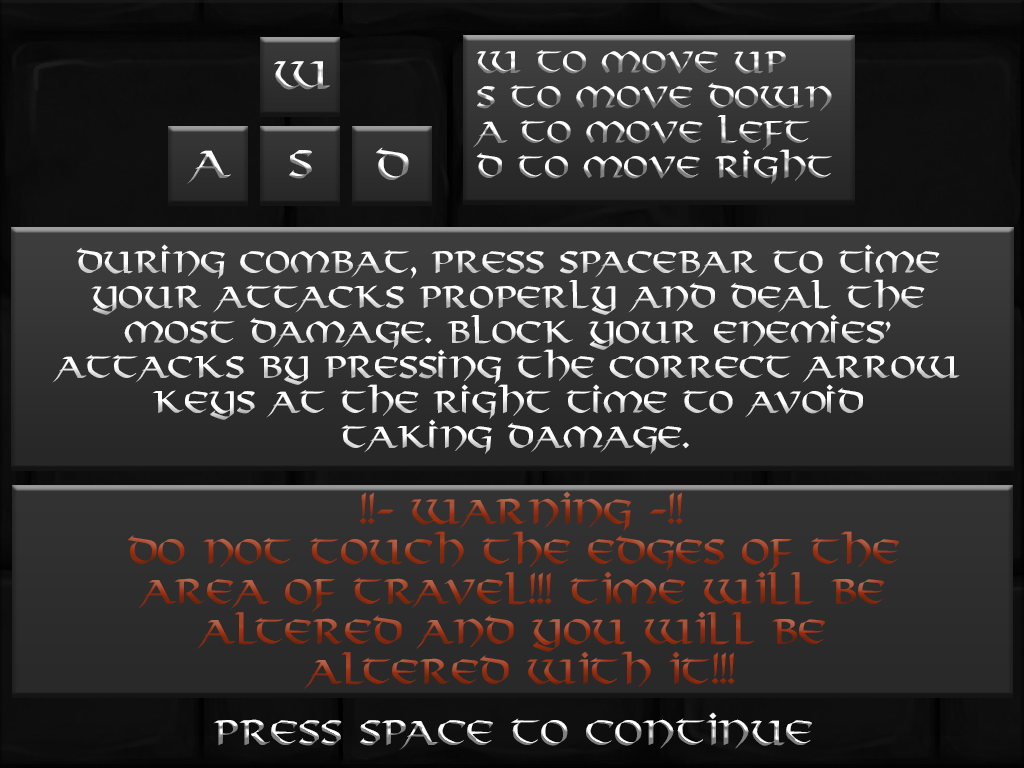 W
A S D
W TO MOVE UP
S TO MOVE DOWN
A TO MOVE LEFT
D TO MOVE RIGHT
DURING COMBAT, PRESS SPACEBAR TO TIME
YOUR ATTACKS PROPERLY AND DEAL THE
MOST DAMAGE. BLOCK YOUR ENEMIES'
ATTACKS BY PRESSING THE CORRECT ARROW
KEYS AT THE RIGHT TIME TO AVOID
TAKING DAMAGE.
!!- WARNING -!!
DO NOT TOUCH THE EDGES OF THE
AREA OF TRAVEL!!! TIME WILL BE
ALTERED AND YOU WILL BE
ALTERED WITH IT!!!
PRESS SPACE TO CONTINUE